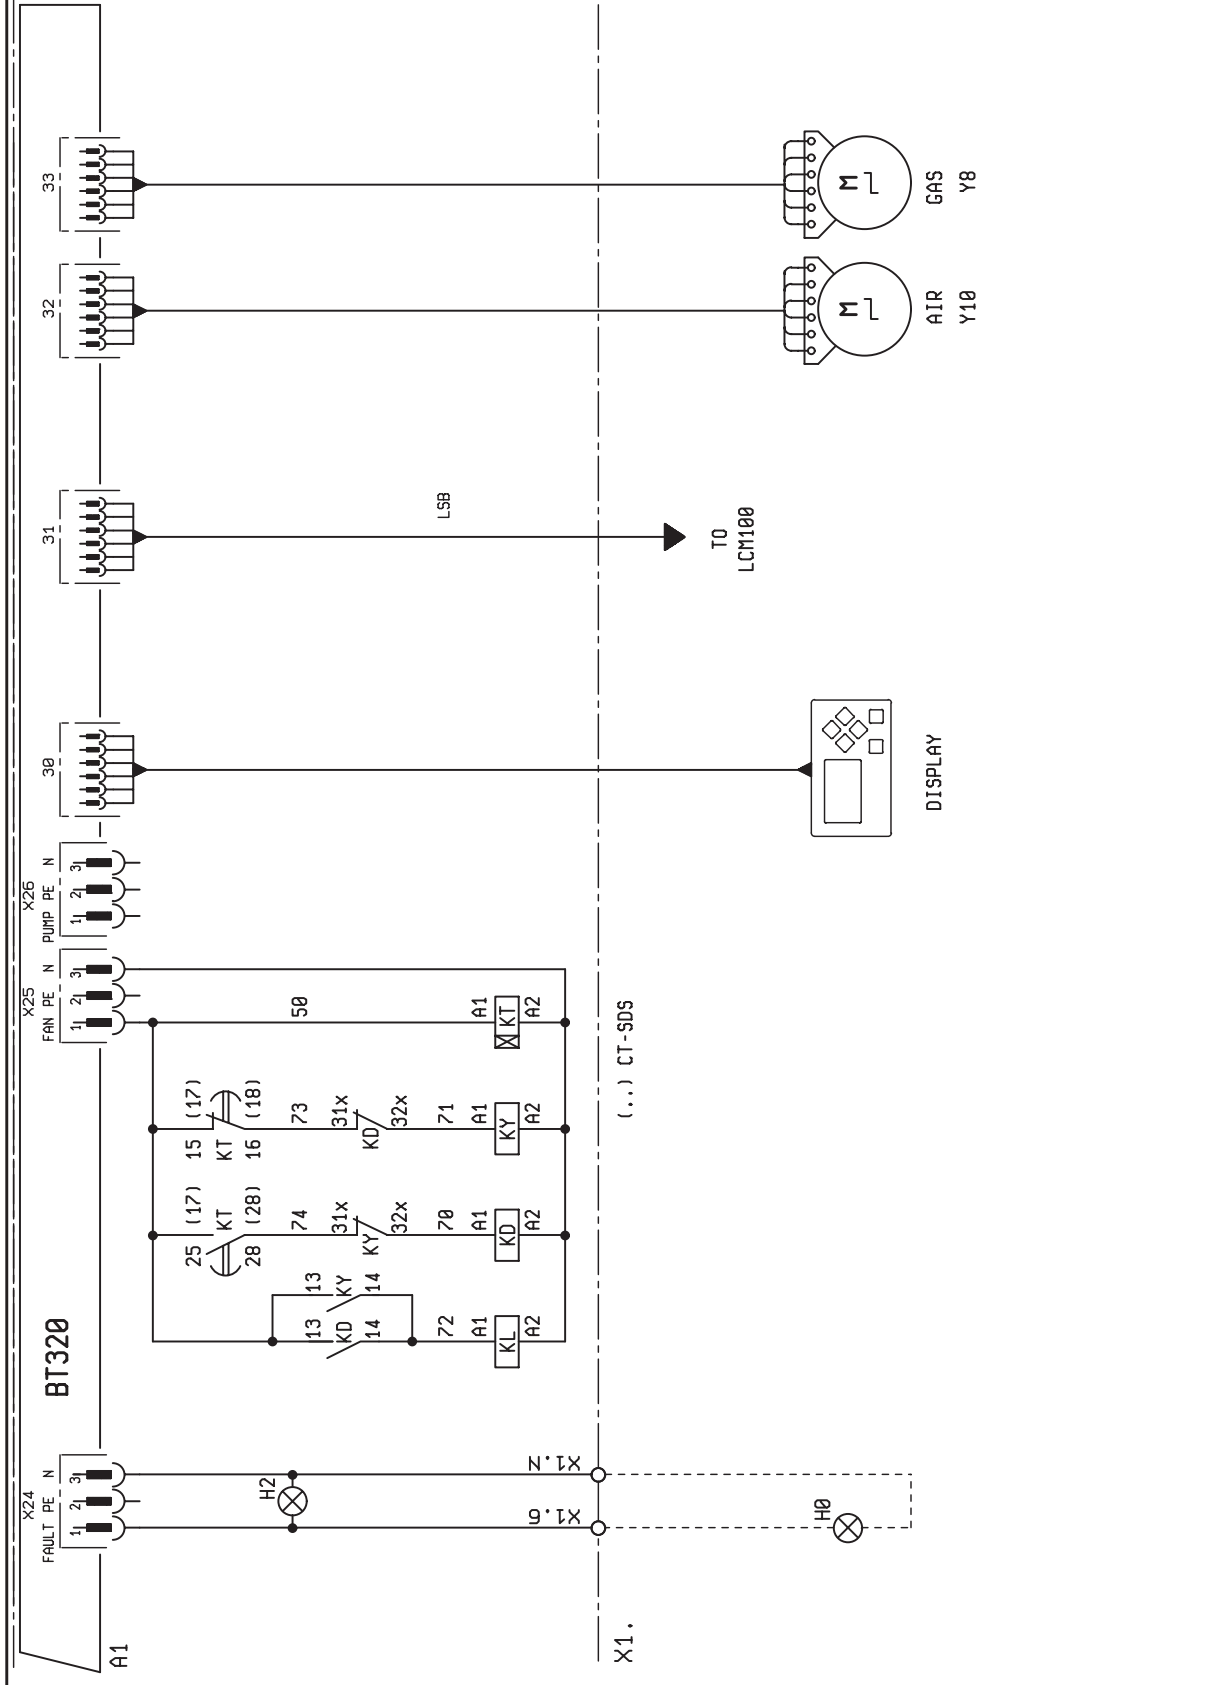 X24
X25
X26
FAULT PE N
BT320
FAN PE N
PUMP PE N
30
31
32
33
1 2 3
1 2 3
1 2 3
A1
25 (17)
KT
28 (28)
15 (17)
KT
16 (18)
H2
74
73
50
13
KD
14
13
KY
14
31x
KY
32x
31x
KD
32x
72
70
71
LSB
A1
KL
A2
A1
KD
A2
A1
KY
A2
A1
KT
A2
X1.6
X1.N
X1.
(..) CT-SDS
TO
LCM100
H0
DISPLAY
AIR
Y10
GAS
Y8
M
M